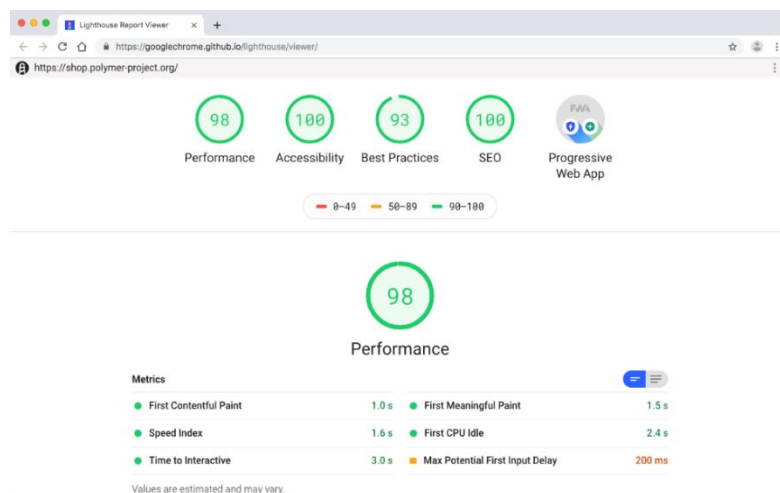 Lighthouse Report Viewer
https://googlechrome.github.io/lighthouse/viewer/
https://shop.polymer-project.org/
98 100 93 100 PWA
Performance Accessibility Best Practices SEO Progressive
Web App
0-49 50-89 90-100
98
Performance
Metrics
First Contentful Paint 1.0 s First Meaningful Paint 1.5 s
Speed Index 1.6 s First CPU Idle 2.4 s
Time to Interactive 3.0 s Max Potential First Input Delay 200 ms
Values are estimated and may vary.